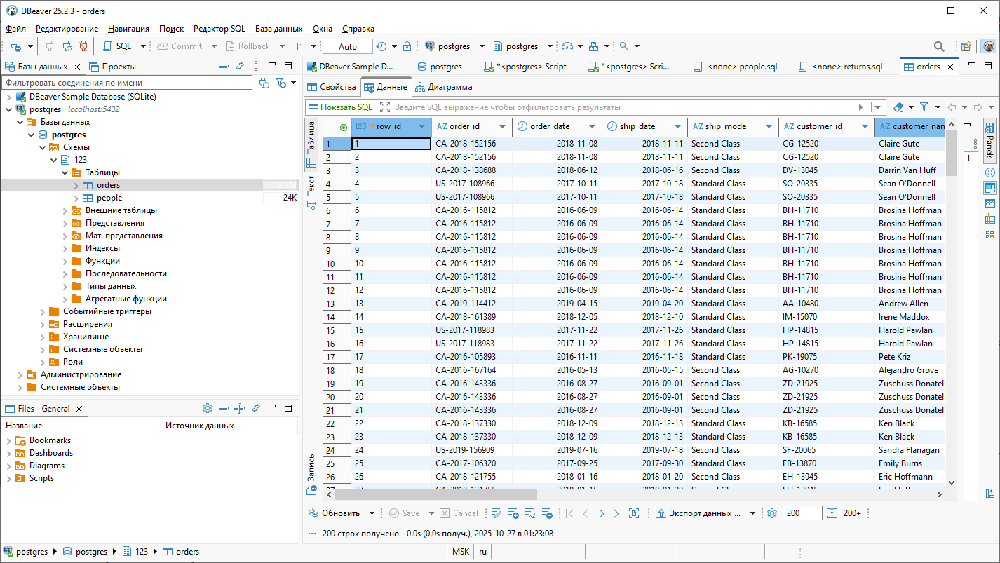 DBeaver 25.2.3 - orders
Файл Редактирование Навигация Поиск Редактор SQL База данных Окна Справка
SQL Commit Rollback T Auto postgres postgres
Базы данных Проекты
Фильтровать соединения по имени
DBeaver Sample Database (SQLite)
postgres localhost:5432
Базы данных
postgres
Схемы
123
Таблицы
orders
people 24K
Внешние таблицы
Представления
Мат. представления
Индексы
Функции
Последовательности
Типы данных
Агрегатные функции
Событийные триггеры
Расширения
Хранилище
Системные объекты
Роли
Администрирование
Системные объекты
Files - General
Название Источник данных
Bookmarks
Dashboards
Diagrams
Scripts
DBeaver Sample D... postgres *<postgres> Script *<postgres> Scri... <none> people.sql <none> returns.sql orders
Свойства Данные Диаграмма
Показать SQL Введите SQL выражение чтобы отфильтровать результаты
Таблица
Текст
Запись
123 row_id A-Z order_id order_date ship_date A-Z ship_mode A-Z customer_id A-Z customer_nam
1 1 CA-2018-152156 2018-11-08 2018-11-11 Second Class CG-12520 Claire Gute
2 2 CA-2018-152156 2018-11-08 2018-11-11 Second Class CG-12520 Claire Gute
3 3 CA-2018-138688 2018-06-12 2018-06-16 Second Class DV-13045 Darrin Van Huff
4 4 US-2017-108966 2017-10-11 2017-10-18 Standard Class SO-20335 Sean O'Donnell
5 5 US-2017-108966 2017-10-11 2017-10-18 Standard Class SO-20335 Sean O'Donnell
6 6 CA-2016-115812 2016-06-09 2016-06-14 Standard Class BH-11710 Brosina Hoffman
7 7 CA-2016-115812 2016-06-09 2016-06-14 Standard Class BH-11710 Brosina Hoffman
8 8 CA-2016-115812 2016-06-09 2016-06-14 Standard Class BH-11710 Brosina Hoffman
9 9 CA-2016-115812 2016-06-09 2016-06-14 Standard Class BH-11710 Brosina Hoffman
10 10 CA-2016-115812 2016-06-09 2016-06-14 Standard Class BH-11710 Brosina Hoffman
11 11 CA-2016-115812 2016-06-09 2016-06-14 Standard Class BH-11710 Brosina Hoffman
12 12 CA-2016-115812 2016-06-09 2016-06-14 Standard Class BH-11710 Brosina Hoffman
13 13 CA-2019-114412 2019-04-15 2019-04-20 Standard Class AA-10480 Andrew Allen
14 14 CA-2018-161389 2018-12-05 2018-12-10 Standard Class IM-15070 Irene Maddox
15 15 US-2017-118983 2017-11-22 2017-11-26 Standard Class HP-14815 Harold Pawlan
16 16 US-2017-118983 2017-11-22 2017-11-26 Standard Class HP-14815 Harold Pawlan
17 17 CA-2016-105893 2016-11-11 2016-11-18 Standard Class PK-19075 Pete Kriz
18 18 CA-2016-167164 2016-05-13 2016-05-15 Second Class AG-10270 Alejandro Grove
19 19 CA-2016-143336 2016-08-27 2016-09-01 Second Class ZD-21925 Zuschuss Donatell
20 20 CA-2016-143336 2016-08-27 2016-09-01 Second Class ZD-21925 Zuschuss Donatell
21 21 CA-2016-143336 2016-08-27 2016-09-01 Second Class ZD-21925 Zuschuss Donatell
22 22 CA-2018-137330 2018-12-09 2018-12-13 Standard Class KB-16585 Ken Black
23 23 CA-2018-137330 2018-12-09 2018-12-13 Standard Class KB-16585 Ken Black
24 24 US-2019-156909 2019-07-16 2019-07-18 Second Class SF-20065 Sandra Flanagan
25 25 CA-2017-106320 2017-09-25 2017-09-30 Standard Class EB-13870 Emily Burns
26 26 CA-2018-121755 2018-01-16 2018-01-20 Second Class EH-13945 Eric Hoffmann
Panels
1
Обновить Save Cancel Экспорт данных ... 200 200+
200 строк получено - 0.0s (0.0s получ.), 2025-10-27 в 01:23:08
postgres postgres 123 orders MSK ru